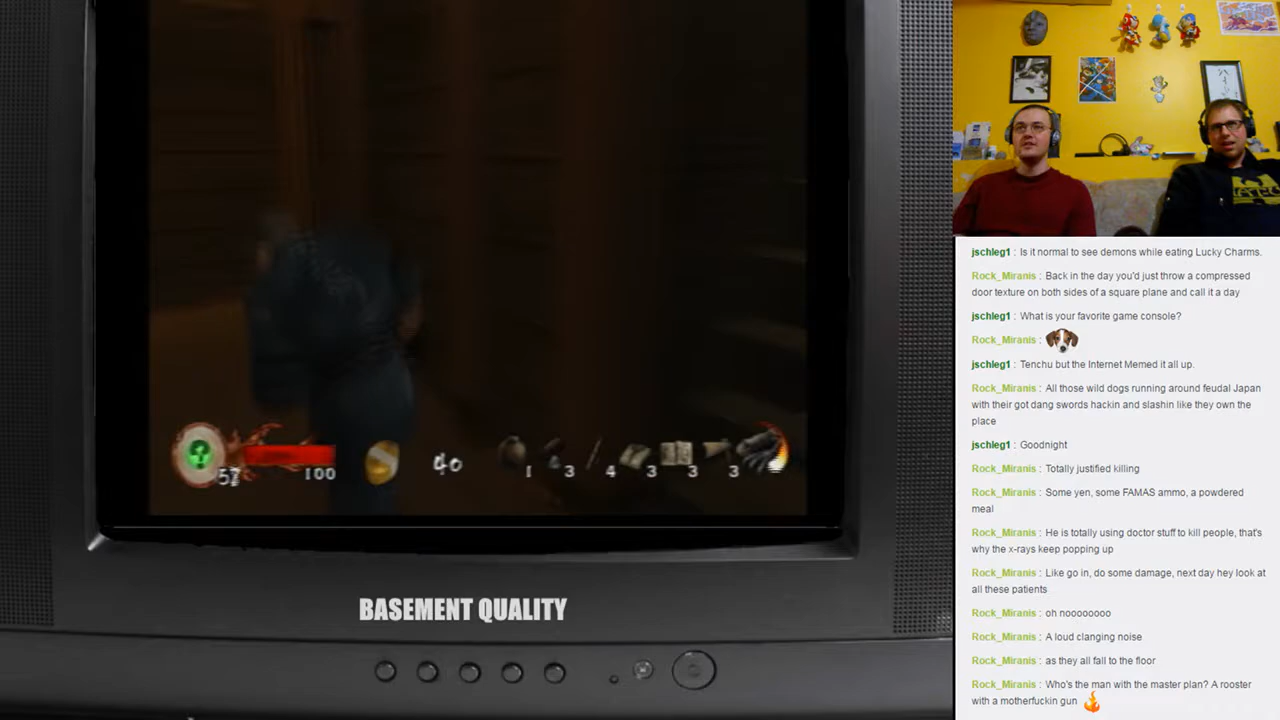 57
100
40
1
3
4
3
3
3
BASEMENT QUALITY
jschleg1 : Is it normal to see demons while eating Lucky Charms.
Rock_Miranis : Back in the day you'd just throw a compressed
door texture on both sides of a square plane and call it a day
jschleg1 : What is your favorite game console?
Rock_Miranis :
jschleg1 : Tenchu but the Internet Memed it all up.
Rock_Miranis : All those wild dogs running around feudal Japan
with their got dang swords hackin and slashin like they own the
place
jschleg1 : Goodnight
Rock_Miranis : Totally justified killing
Rock_Miranis : Some yen, some FAMAS ammo, a powdered
meal
Rock_Miranis : He is totally using doctor stuff to kill people, that's
why the x-rays keep popping up
Rock_Miranis : Like go in, do some damage, next day hey look at
all these patients
Rock_Miranis : oh noooooooo
Rock_Miranis : A loud clanging noise
Rock_Miranis : as they all fall to the floor
Rock_Miranis : Who's the man with the master plan? A rooster
with a motherfuckin gun